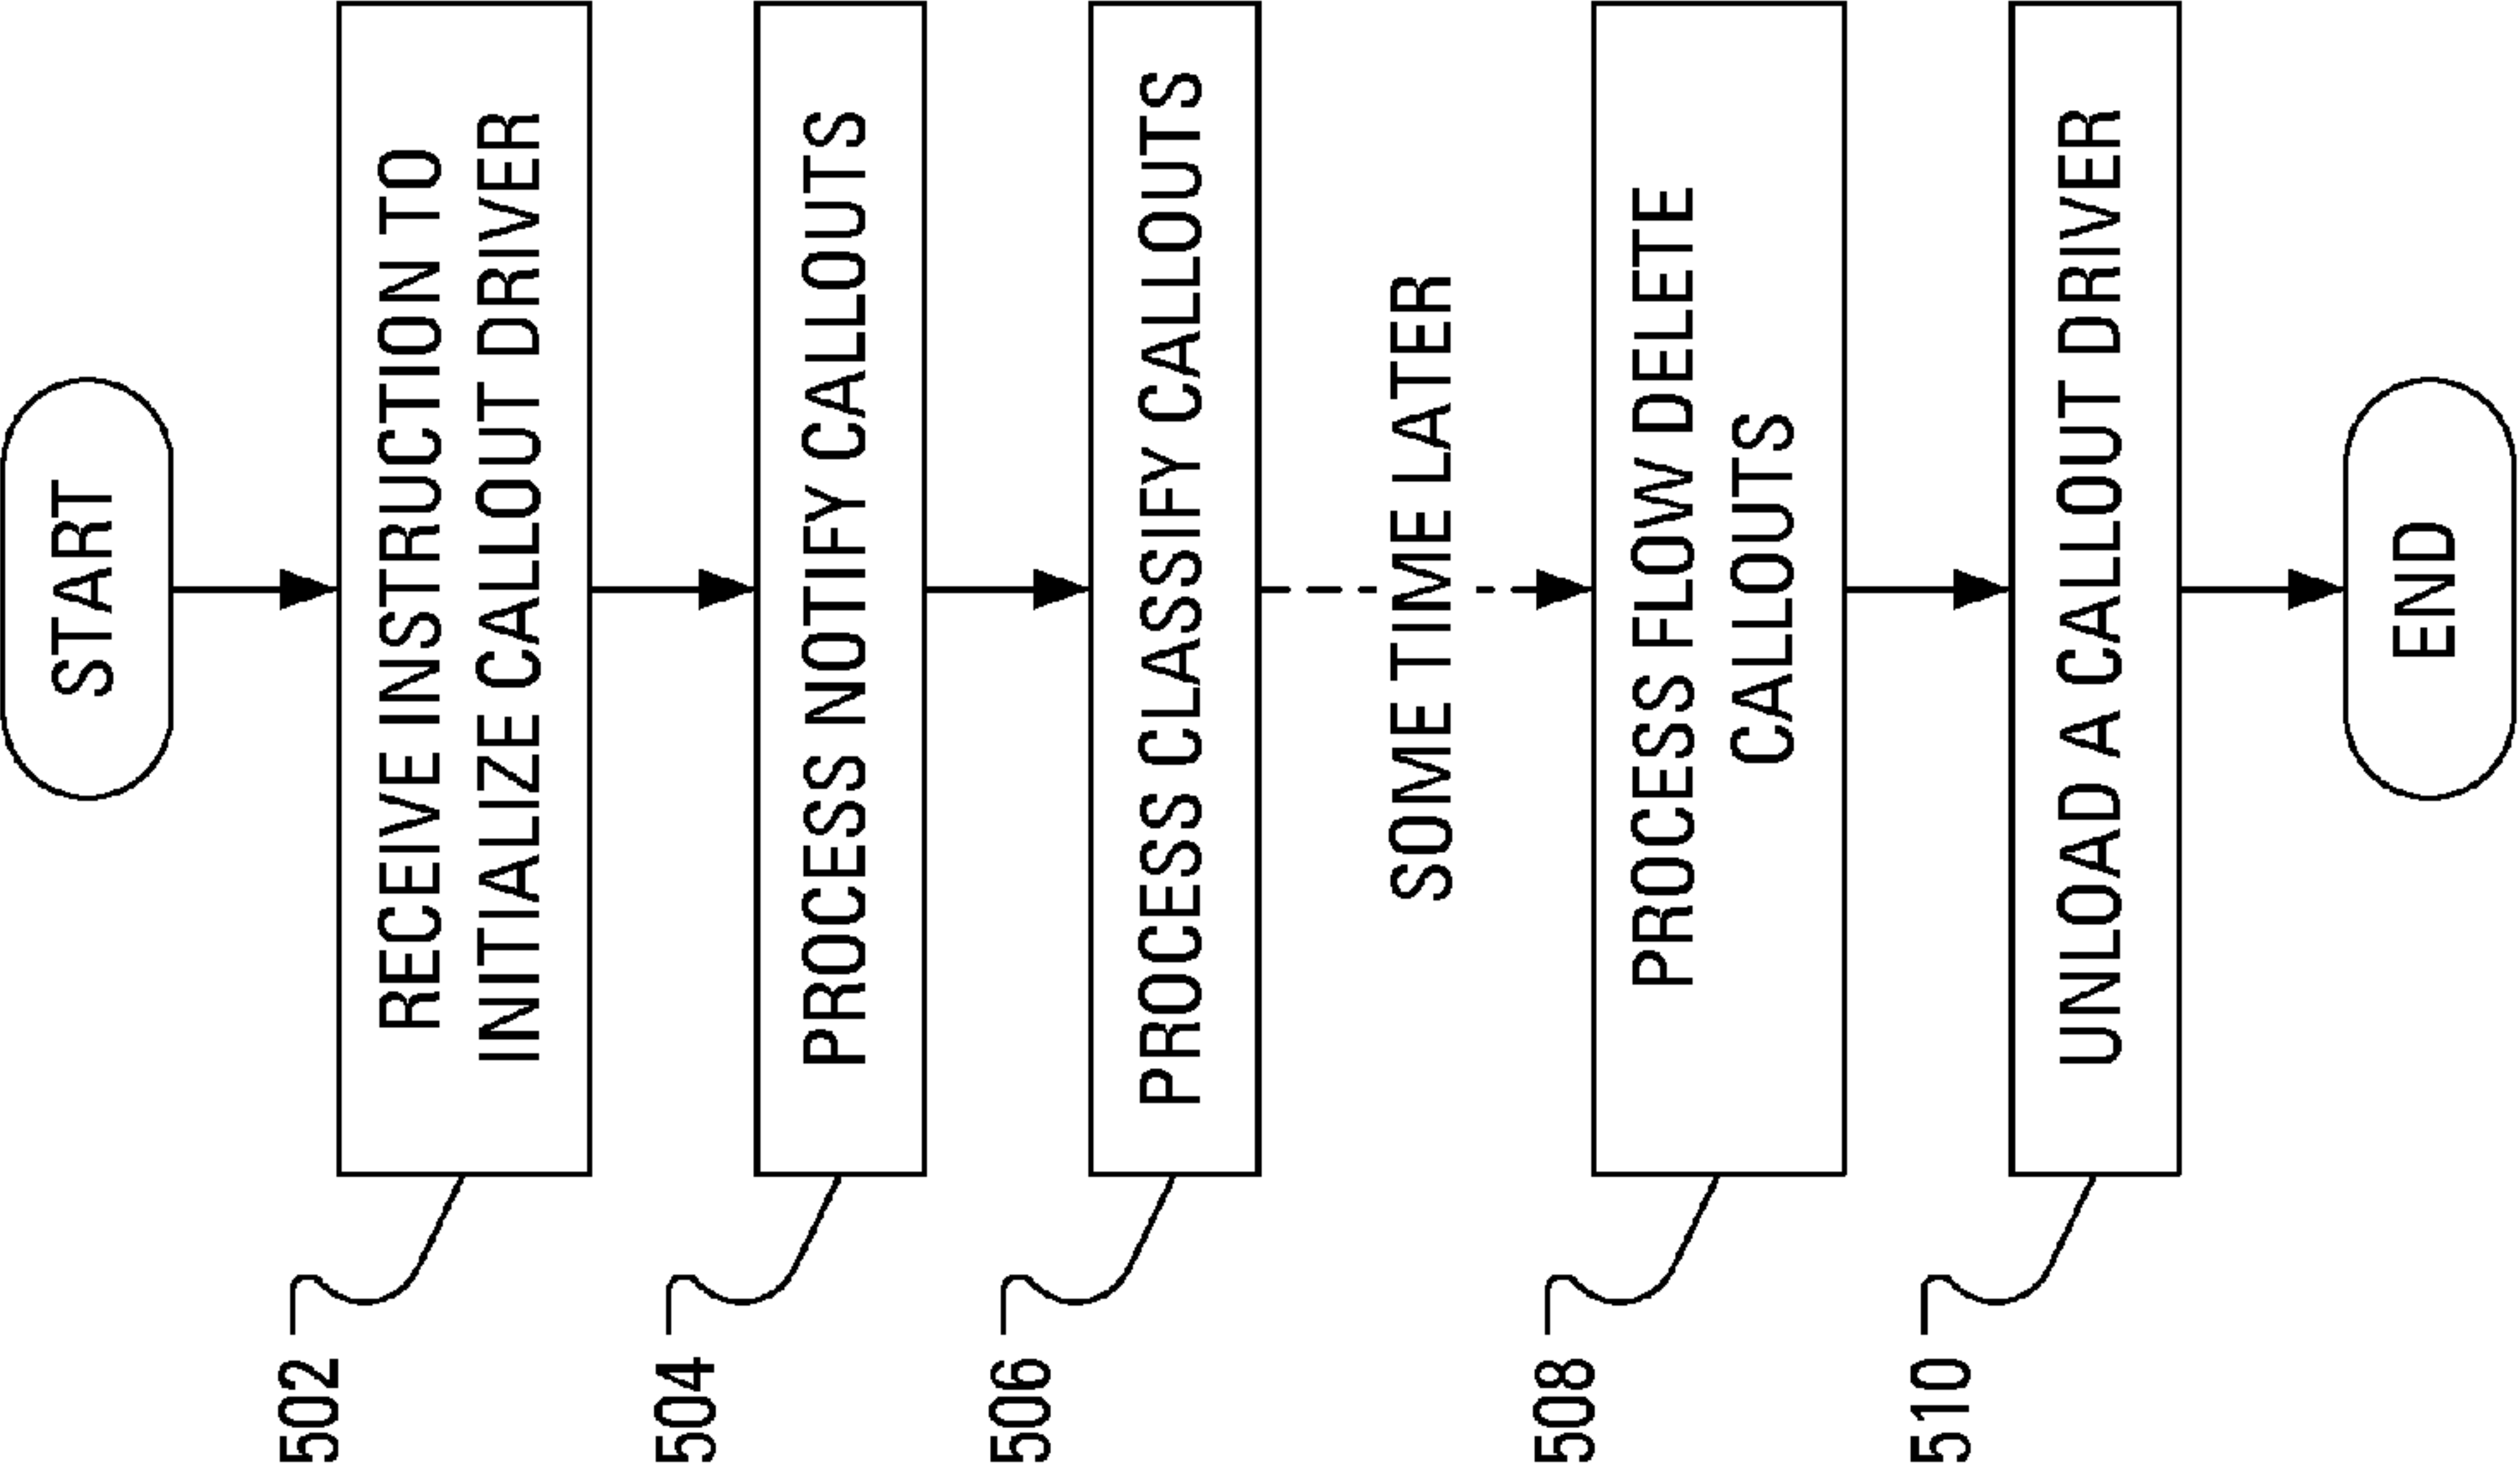 START
502
RECEIVE INSTRUCTION TO
INITIALIZE CALLOUT DRIVER
504
PROCESS NOTIFY CALLOUTS
506
PROCESS CLASSIFY CALLOUTS
SOME TIME LATER
508
PROCESS FLOW DELETE
CALLOUTS
510
UNLOAD A CALLOUT DRIVER
END